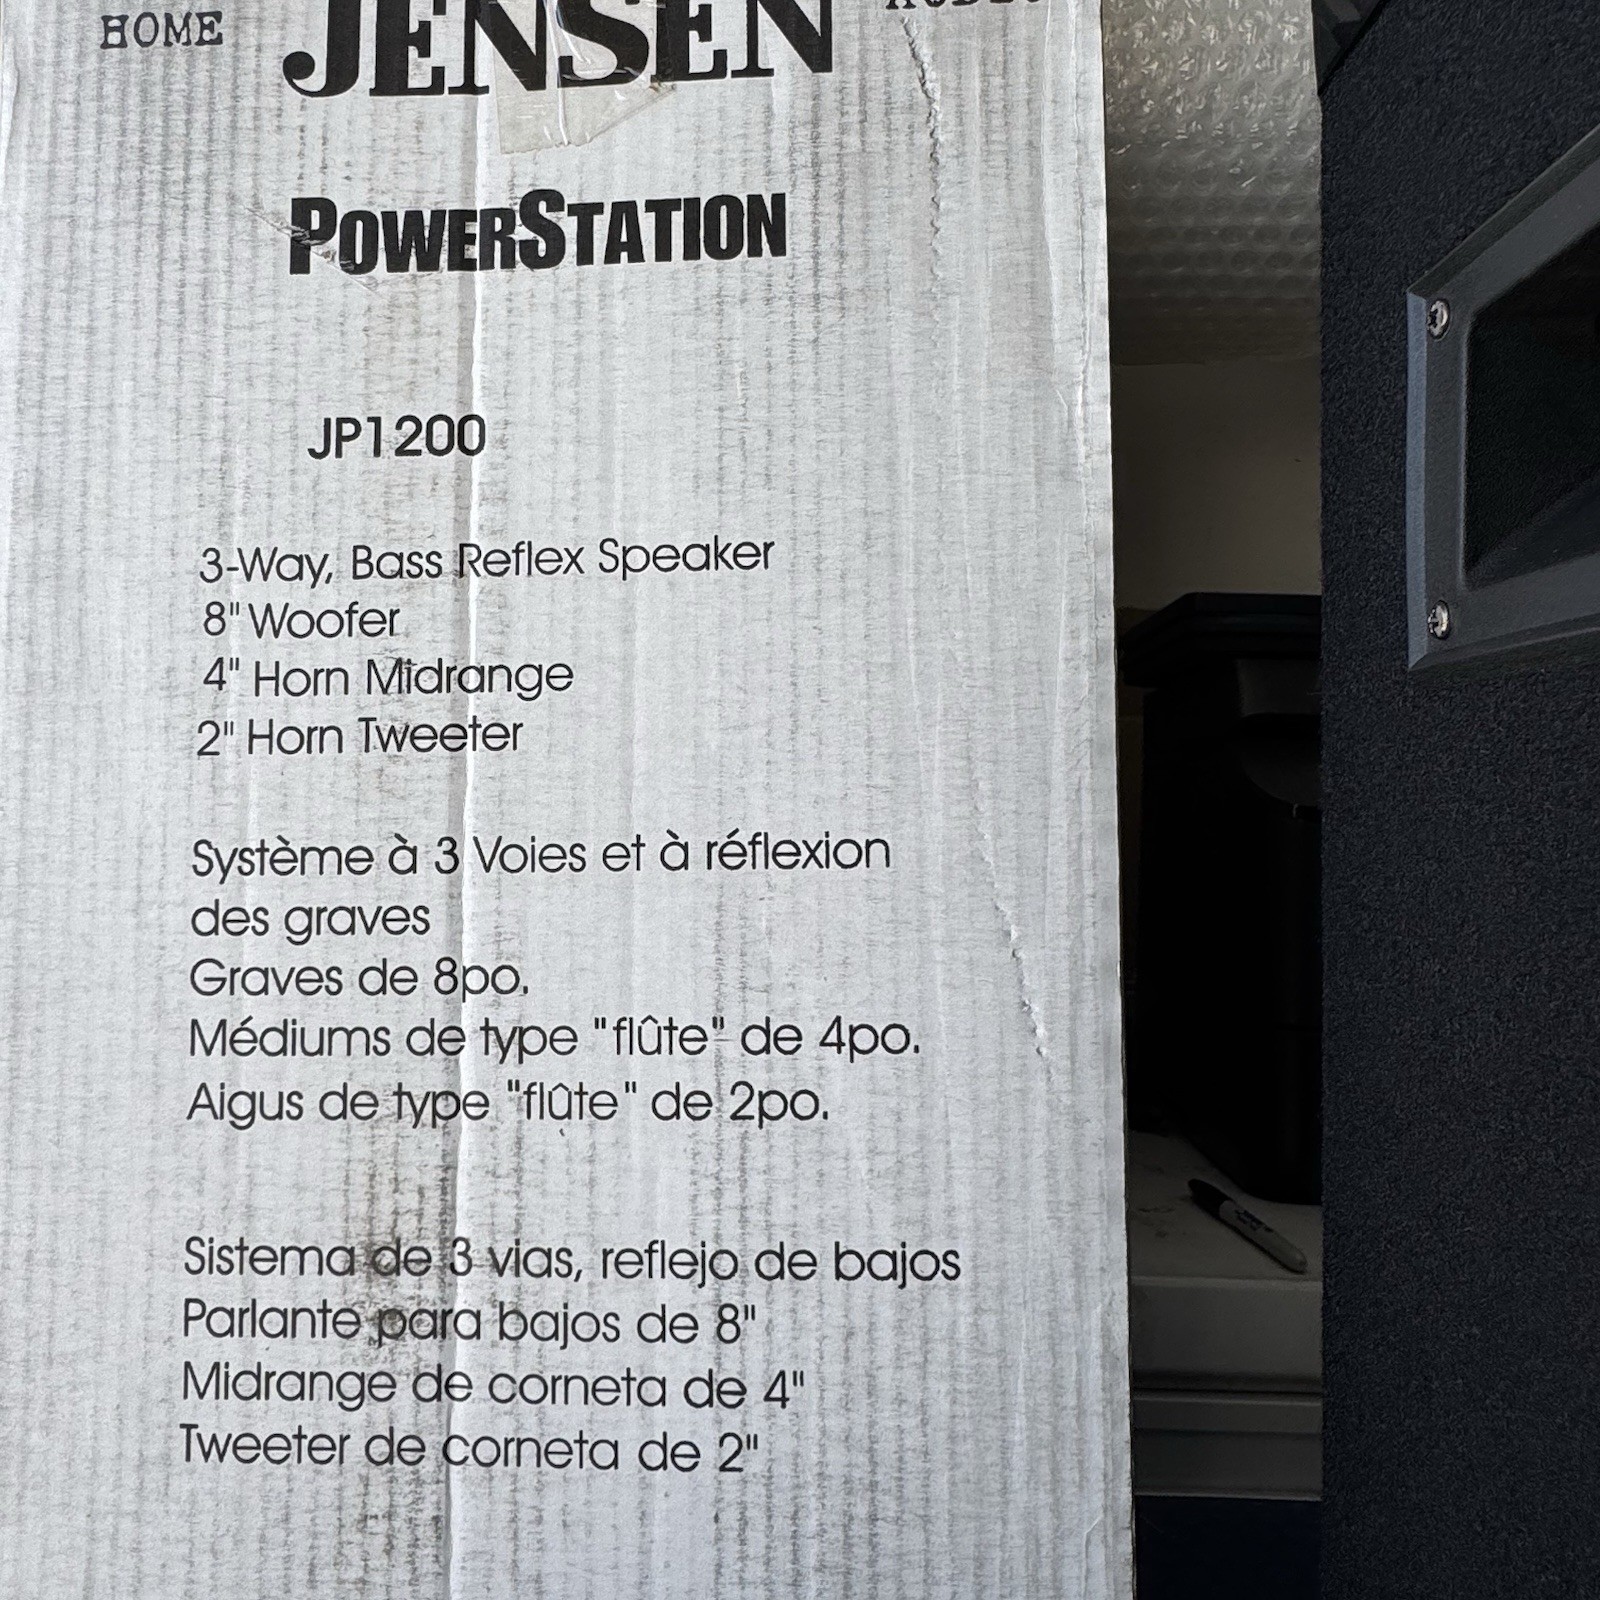 HOME JENSEN
POWERSTATION
JP1200
3-Way, Bass Reflex Speaker
8" Woofer
4" Horn Midrange
2" Horn Tweeter
Système à 3 Voies et à réflexion
des graves
Graves de 8po.
Médiums de type "flûte" de 4po.
Aigus de type "flûte" de 2po.
Sistema de 3 vias, reflejo de bajos
Parlante para bajos de 8"
Midrange de corneta de 4"
Tweeter de corneta de 2"